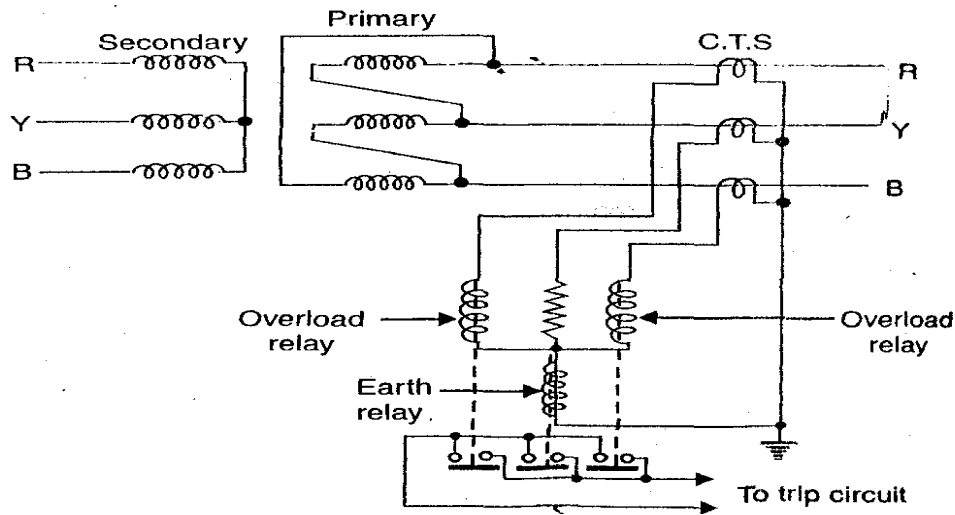 Primary
Secondary
C.T.S
R
R
Y
Y
B
B
Overload
relay
Overload
relay
Earth
relay
To trip circuit